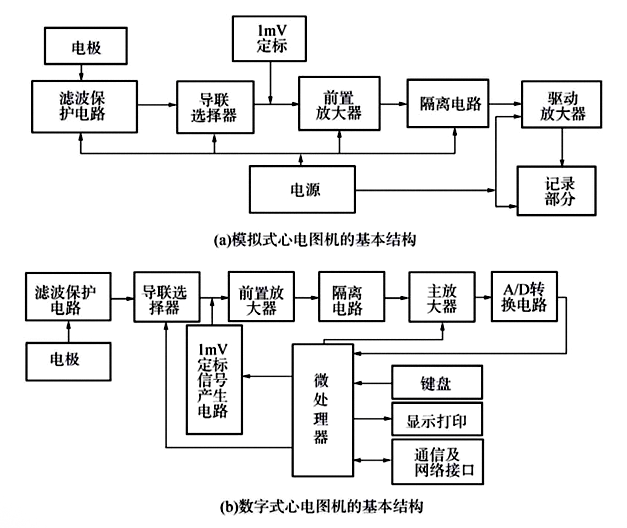 1mV
定标
电极
滤波保
护电路
导联
选择器
前置
放大器
隔离电路
驱动
放大器
电源
记录
部分
(a)模拟式心电图机的基本结构
滤波保护
电路
导联选
择器
前置放
大器
隔离
电路
主放
大器
A/D转
换电路
电极
1mV
定标
信号
产生
电路
微
处
理
器
键盘
显示打印
通信及
网络接口
(b)数字式心电图机的基本结构